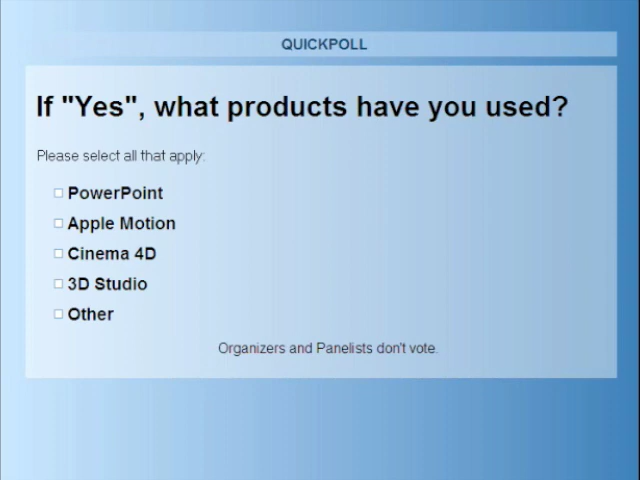 QUICKPOLL
If "Yes", what products have you used?
Please select all that apply:
PowerPoint
Apple Motion
Cinema 4D
3D Studio
Other
Organizers and Panelists don't vote.